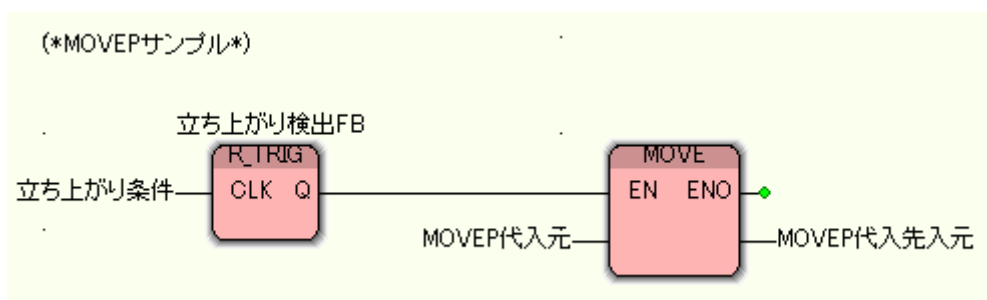 (*MOVEPサンプル*)
立ち上がり検出FB
R_TRIG
MOVE
立ち上がり条件
CLK Q
EN ENO
MOVEP代入元
MOVEP代入先入元